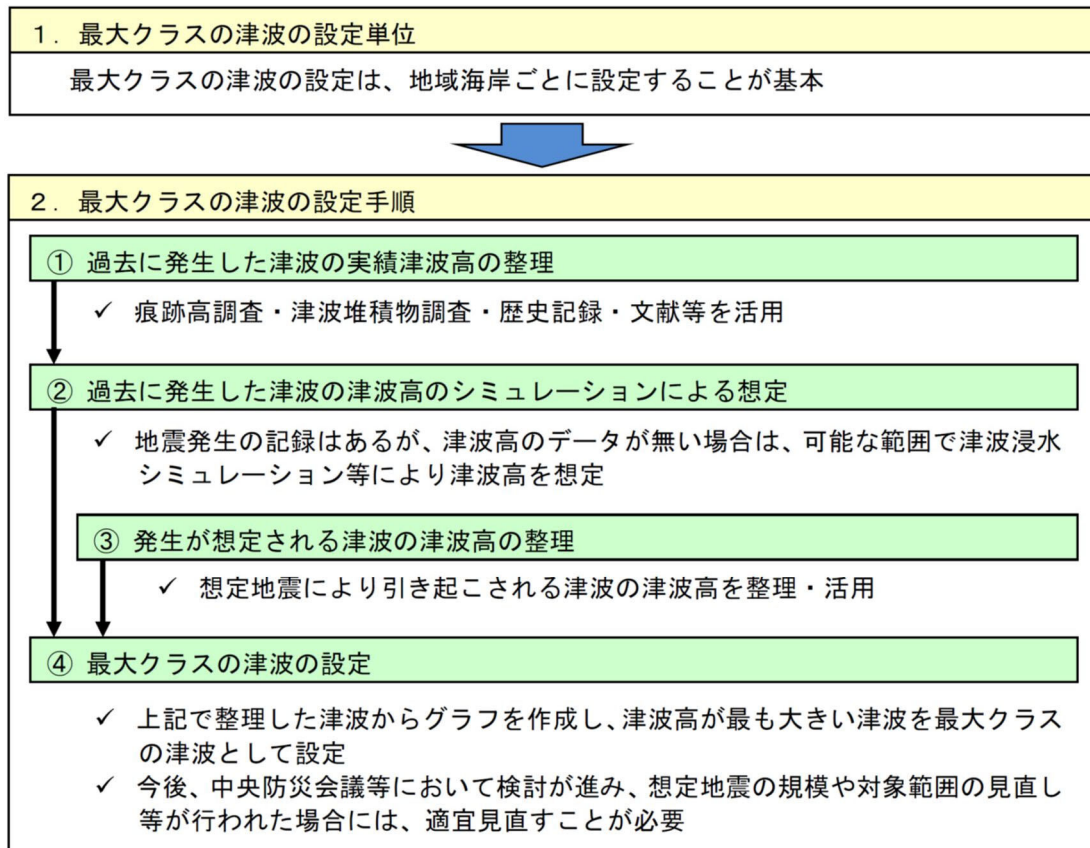 １．最大クラスの津波の設定単位
最大クラスの津波の設定は、地域海岸ごとに設定することが基本
２．最大クラスの津波の設定手順
① 過去に発生した津波の実績津波高の整理
✓ 痕跡高調査・津波堆積物調査・歴史記録・文献等を活用
② 過去に発生した津波の津波高のシミュレーションによる想定
✓ 地震発生の記録はあるが、津波高のデータが無い場合は、可能な範囲で津波浸水
シミュレーション等により津波高を想定
③ 発生が想定される津波の津波高の整理
✓ 想定地震により引き起こされる津波の津波高を整理・活用
④ 最大クラスの津波の設定
✓ 上記で整理した津波からグラフを作成し、津波高が最も大きい津波を最大クラス
の津波として設定
✓ 今後、中央防災会議等において検討が進み、想定地震の規模や対象範囲の見直し
等が行われた場合には、適宜見直すことが必要